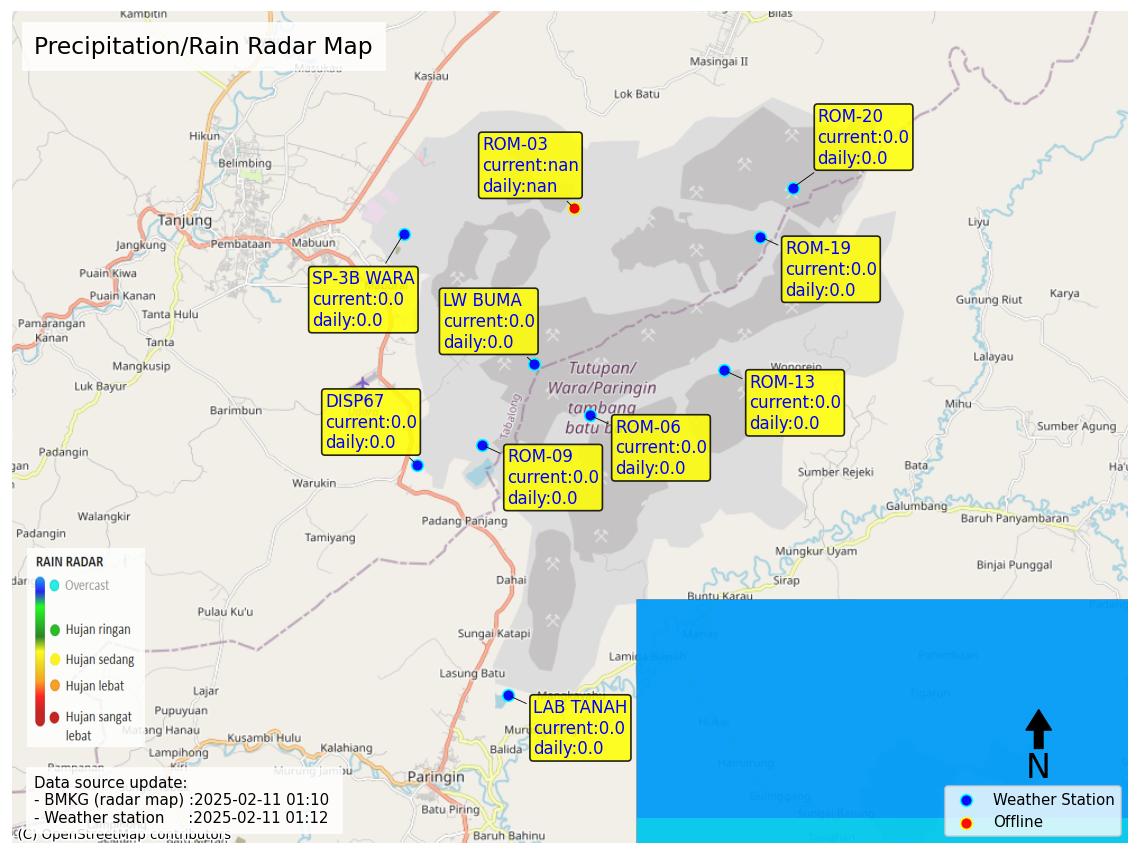 Precipitation/Rain Radar Map
Kambitin
Bilas
Masingai II
Kasiau
Lok Batu
Hikun
Belimbing
Tanjung
Jangkung
Pembataan
Mabuun
Puain Kiwa
Puain Kanan
Tanta Hulu
Pamarangan
Kanan
Tanta
Mangkusip
Luk Bayur
Barimbun
Warukin
Walangkir
Padangin
Tamiyang
Padang Panjang
Dahai
Pulau Ku'u
Sungai Katapi
Lasung Batu
Lajar
Pupuyuan
Matang Hanau
Lampihong
Kusambi Hulu
Kalahiang
Murung Jambu
Paringin
Balida
Batu Piring
Baruh Bahinu
Liyu
Gunung Riut
Karya
Lalayau
Mihu
Wonorejo
Sumber Agung
Sumber Rejeki
Bata
Galumbang
Baruh Panyambaran
Mungkur Uyam
Binjai Punggal
Sirap
Buntu Karau
Tabalong
Tutupan/
Wara/Paringin
tambang
batu b
ROM-03
current:nan
daily:nan
ROM-20
current:0.0
daily:0.0
ROM-19
current:0.0
daily:0.0
SP-3B WARA
current:0.0
daily:0.0
LW BUMA
current:0.0
daily:0.0
ROM-13
current:0.0
daily:0.0
DISP67
current:0.0
daily:0.0
ROM-06
current:0.0
daily:0.0
ROM-09
current:0.0
daily:0.0
LAB TANAH
current:0.0
daily:0.0
RAIN RADAR
Overcast
Hujan ringan
Hujan sedang
Hujan lebat
Hujan sangat
lebat
Data source update:
- BMKG (radar map) :2025-02-11 01:10
- Weather station :2025-02-11 01:12
(C) OpenStreetMap contributors
N
Weather Station
Offline